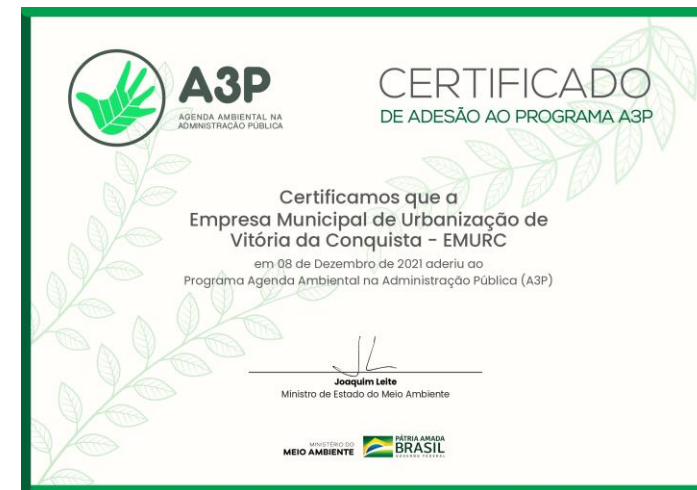 A3P
AGENDA AMBIENTAL NA
ADMINISTRAÇÃO PÚBLICA
CERTIFICADO
DE ADESÃO AO PROGRAMA A3P
Certificamos que a
Empresa Municipal de Urbanização de
Vitória da Conquista - EMURC
em 08 de Dezembro de 2021 aderiu ao
Programa Agenda Ambiental na Administração Pública (A3P)
Joaquim Leite
Ministro de Estado do Meio Ambiente
MINISTÉRIO DO
MEIO AMBIENTE
PÁTRIA AMADA
BRASIL
GOVERNO FEDERAL